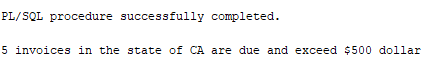 PL/SQL procedure successfully completed.
5 invoices in the state of CA are due and exceed $500 dollar